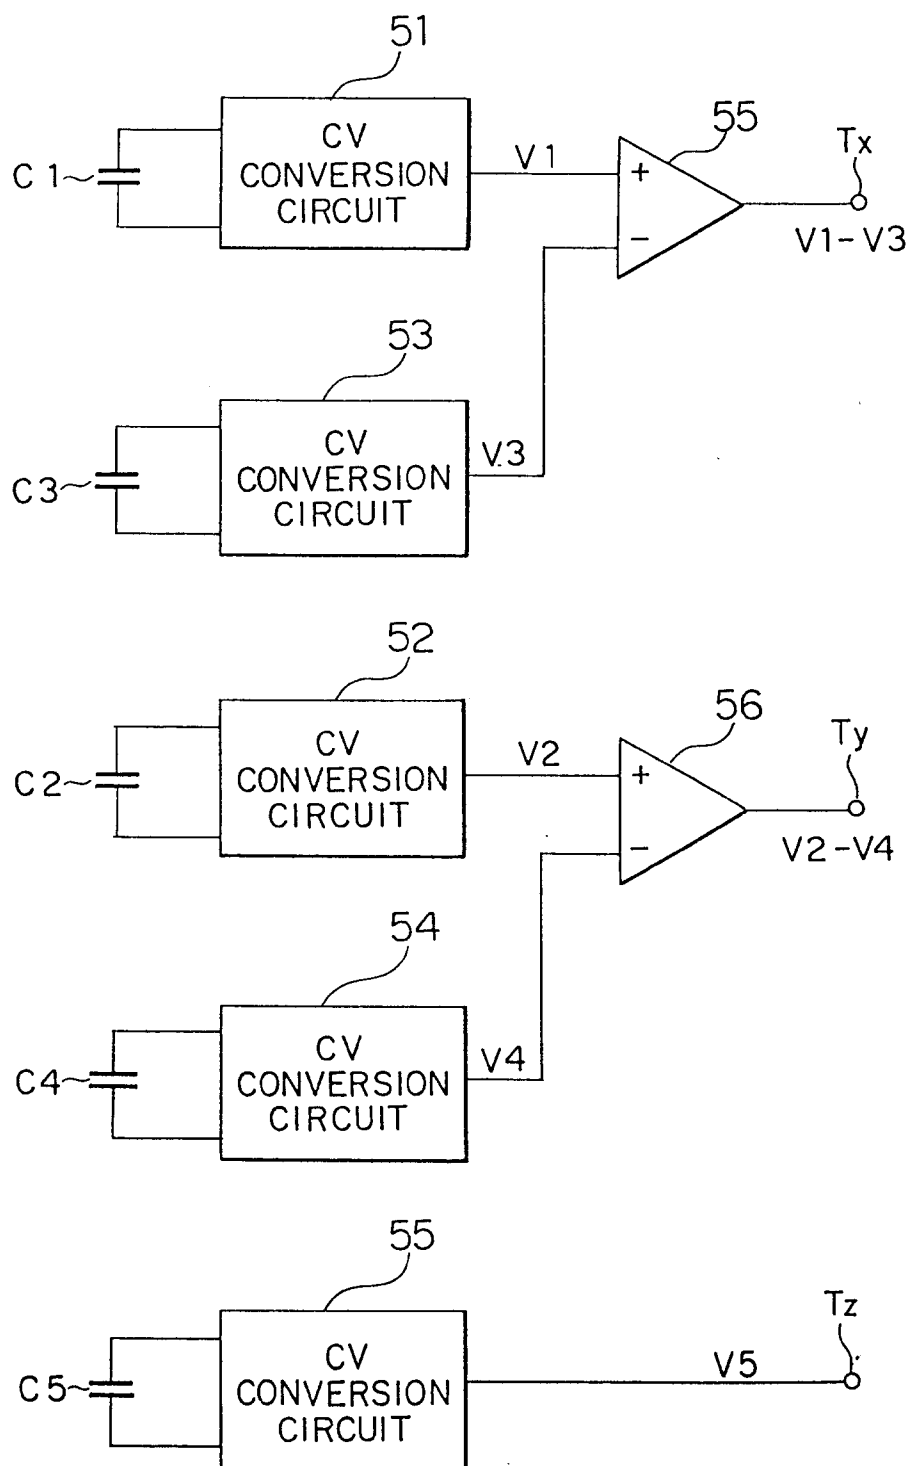 51
CV
CONVERSION
CIRCUIT
C1
V1
55
+
−
Tx
V1-V3
53
CV
CONVERSION
CIRCUIT
C3
V3
52
CV
CONVERSION
CIRCUIT
C2
V2
56
+
−
Ty
V2-V4
54
CV
CONVERSION
CIRCUIT
C4
V4
55
CV
CONVERSION
CIRCUIT
C5
V5
Tz